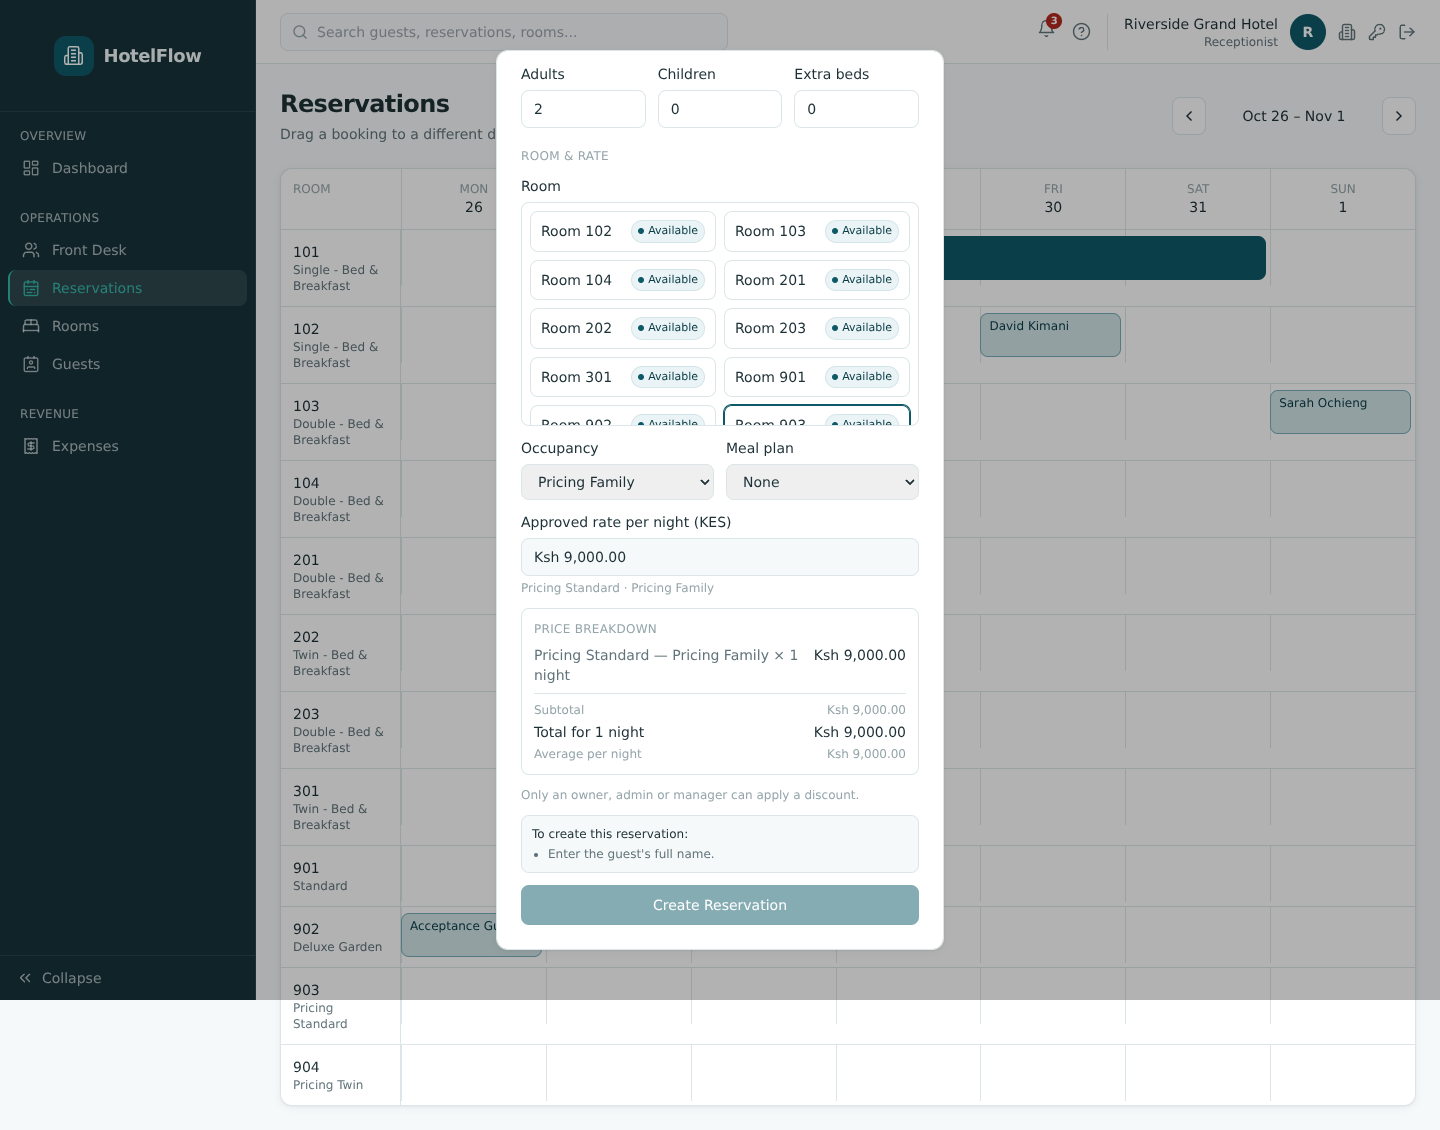 HotelFlow
OVERVIEW
Dashboard
OPERATIONS
Front Desk
Reservations
Rooms
Guests
REVENUE
Expenses
Collapse
Search guests, reservations, rooms...
3
Riverside Grand Hotel
Receptionist
R
Reservations
Drag a booking to a different d
Oct 26 – Nov 1
ROOM
MON
26
FRI
30
SAT
31
SUN
1
101
Single - Bed &
Breakfast
102
Single - Bed &
Breakfast
David Kimani
103
Double - Bed &
Breakfast
Sarah Ochieng
104
Double - Bed &
Breakfast
201
Double - Bed &
Breakfast
202
Twin - Bed &
Breakfast
203
Double - Bed &
Breakfast
301
Twin - Bed &
Breakfast
901
Standard
902
Deluxe Garden
Acceptance Gu
903
Pricing
Standard
904
Pricing Twin
Adults
Children
Extra beds
2
0
0
ROOM & RATE
Room
Room 102 Available
Room 103 Available
Room 104 Available
Room 201 Available
Room 202 Available
Room 203 Available
Room 301 Available
Room 901 Available
Room 902 Available
Room 903 Available
Occupancy
Meal plan
Pricing Family
None
Approved rate per night (KES)
Ksh 9,000.00
Pricing Standard · Pricing Family
PRICE BREAKDOWN
Pricing Standard — Pricing Family × 1 Ksh 9,000.00
night
Subtotal Ksh 9,000.00
Total for 1 night Ksh 9,000.00
Average per night Ksh 9,000.00
Only an owner, admin or manager can apply a discount.
To create this reservation:
• Enter the guest's full name.
Create Reservation